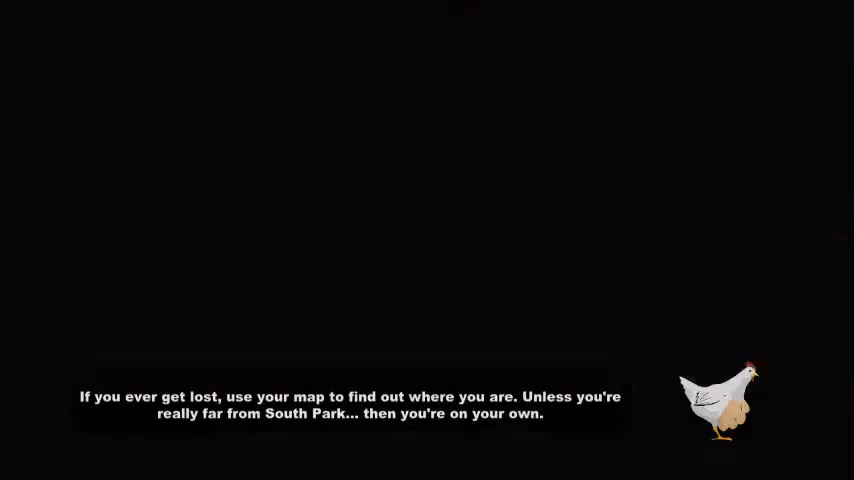 If you ever get lost, use your map to find out where you are. Unless you're
really far from South Park... then you're on your own.